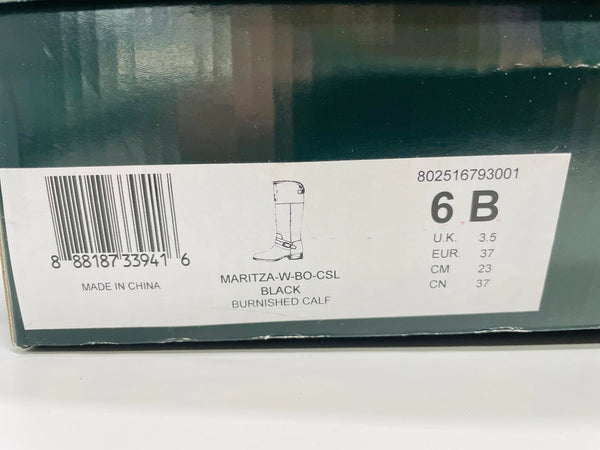 802516793001
6 B
U.K. 3.5
EUR. 37
CM 23
CN 37
8 88187 33941 6
MADE IN CHINA
MARITZA-W-BO-CSL
BLACK
BURNISHED CALF